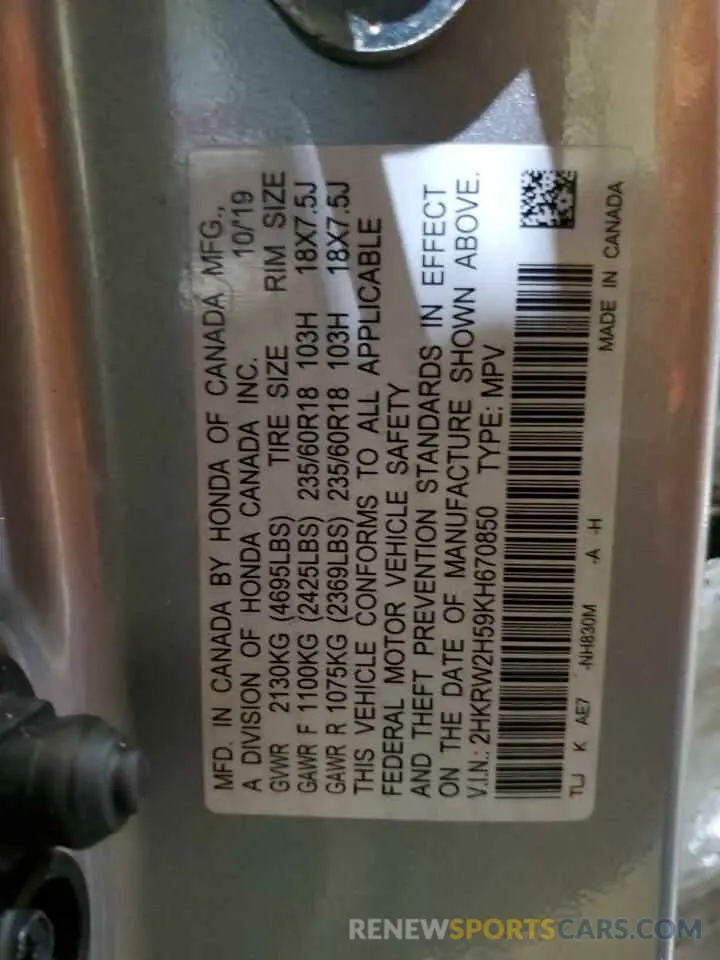 MFD. IN CANADA BY HONDA OF CANADA MFG.,
A DIVISION OF HONDA CANADA INC. 10/'19
GVWR 2130KG (4695LBS) TIRE SIZE RIM SIZE
GAWR F 1100KG (2425LBS) 235/60R18 103H 18X7.5J
GAWR R 1075KG (2369LBS) 235/60R18 103H 18X7.5J
THIS VEHICLE CONFORMS TO ALL APPLICABLE
FEDERAL MOTOR VEHICLE SAFETY
AND THEFT PREVENTION STANDARDS IN EFFECT
ON THE DATE OF MANUFACTURE SHOWN ABOVE.
V.I.N.: 2HKRW2H59KH670850 TYPE: MPV
TLJ K AE7 -NH830M -A -H MADE IN CANADA
RENEWSPORTSCARS.COM